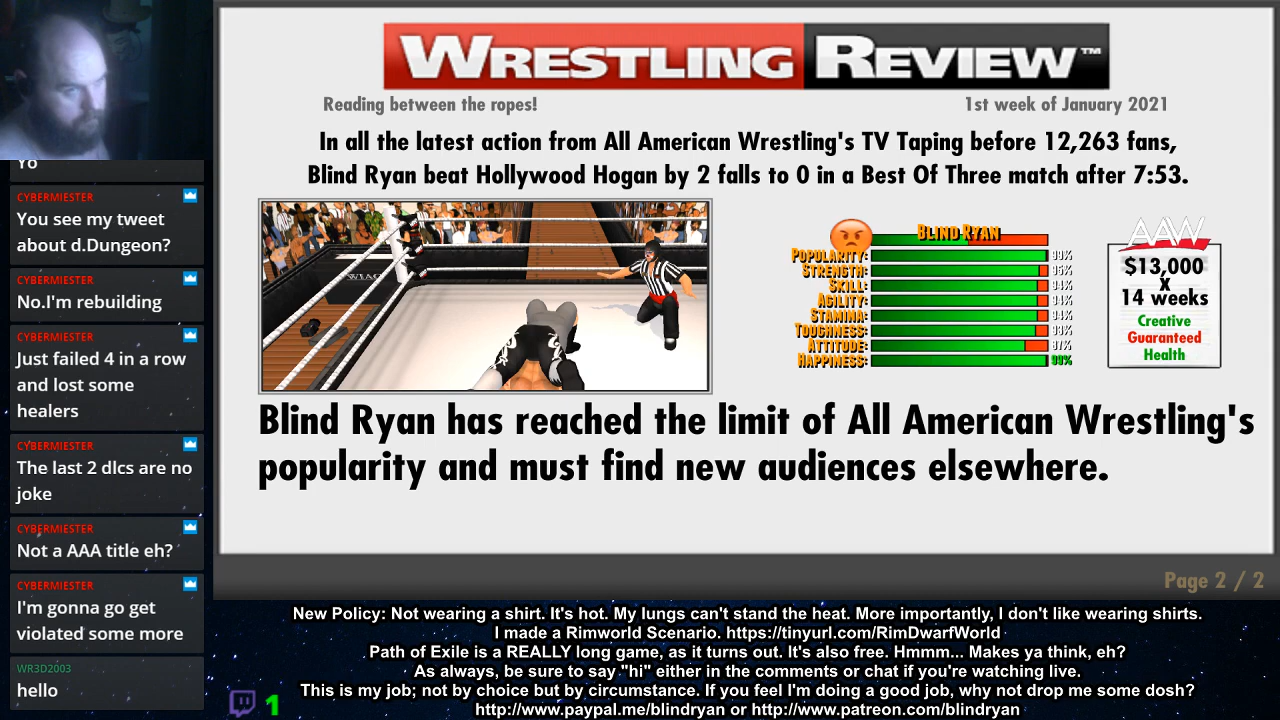 Yo
CYBERMIESTER
You see my tweet
about d.Dungeon?
CYBERMIESTER
No.I'm rebuilding
CYBERMIESTER
Just failed 4 in a row
and lost some
healers
CYBERMIESTER
The last 2 dlcs are no
joke
CYBERMIESTER
Not a AAA title eh?
CYBERMIESTER
I'm gonna go get
violated some more
WR3D2003
hello
WRESTLING REVIEW™
Reading between the ropes!
1st week of January 2021
In all the latest action from All American Wrestling's TV Taping before 12,263 fans,
Blind Ryan beat Hollywood Hogan by 2 falls to 0 in a Best Of Three match after 7:53.
BLIND RYAN
POPULARITY: 99%
STRENGTH: 95%
SKILL: 94%
AGILITY: 94%
STAMINA: 94%
TOUGHNESS: 93%
ATTITUDE: 87%
HAPPINESS: 99%
AAW
$13,000
X
14 weeks
Creative
Guaranteed
Health
Blind Ryan has reached the limit of All American Wrestling's
popularity and must find new audiences elsewhere.
Page 2 / 2
New Policy: Not wearing a shirt. It's hot. My lungs can't stand the heat. More importantly, I don't like wearing shirts.
I made a Rimworld Scenario. https://tinyurl.com/RimDwarfWorld
Path of Exile is a REALLY long game, as it turns out. It's also free. Hmmm... Makes ya think, eh?
As always, be sure to say "hi" either in the comments or chat if you're watching live.
This is my job; not by choice but by circumstance. If you feel I'm doing a good job, why not drop me some dosh?
http://www.paypal.me/blindryan or http://www.patreon.com/blindryan
1